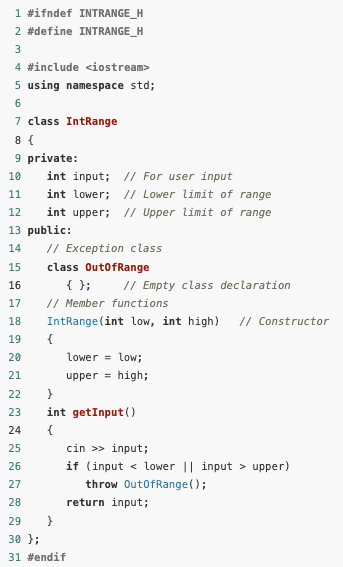 1 #ifndef INTRANGE_H
2 #define INTRANGE_H
3
4 #include <iostream>
5 using namespace std;
6
7 class IntRange
8 {
9 private:
10    int input;  // For user input
11    int lower;  // Lower limit of range
12    int upper;  // Upper limit of range
13 public:
14    // Exception class
15    class OutOfRange
16       { };     // Empty class declaration
17    // Member functions
18    IntRange(int low, int high)   // Constructor
19    {
20       lower = low;
21       upper = high;
22    }
23    int getInput()
24    {
25       cin >> input;
26       if (input < lower || input > upper)
27          throw OutOfRange();
28       return input;
29    }
30 };
31 #endif